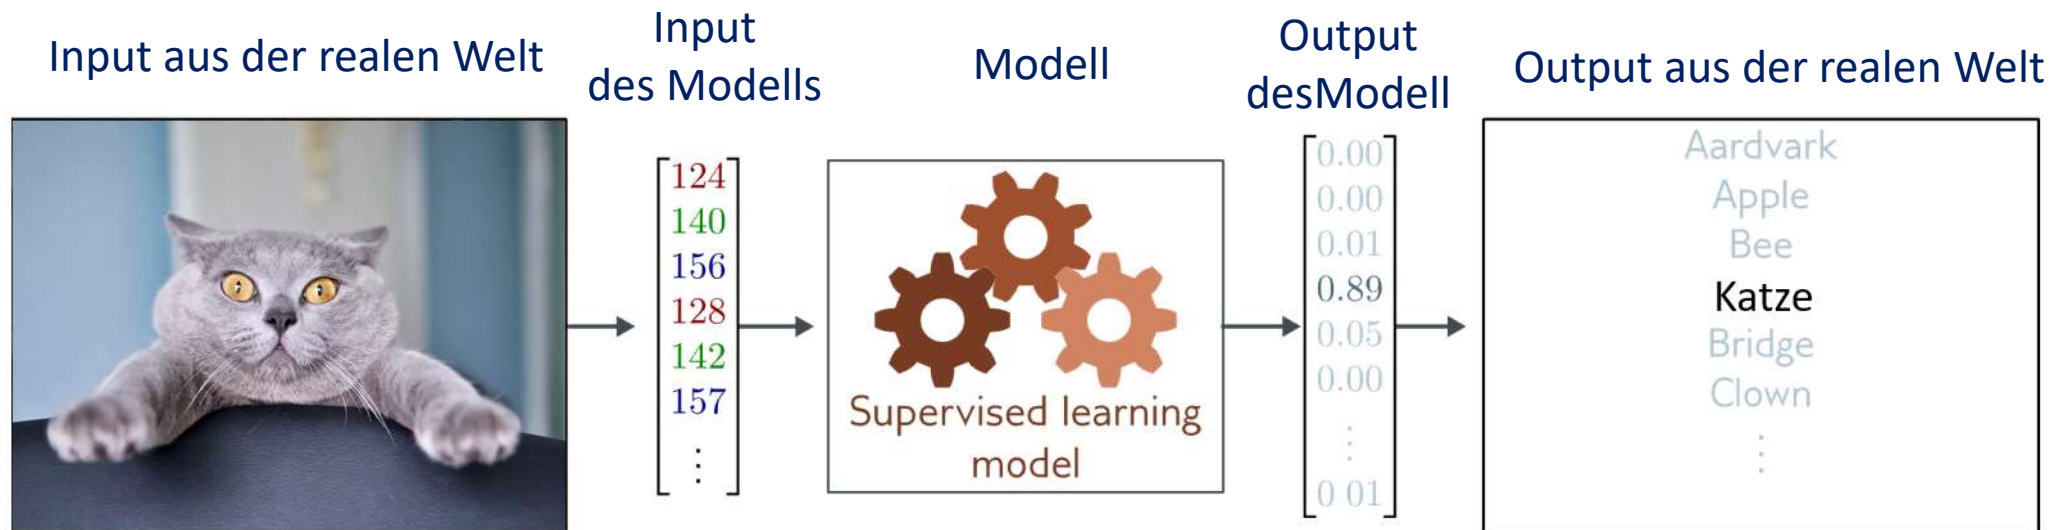 Input aus der realen Welt
Input
des Modells
Modell
Output
desModell
Output aus der realen Welt
124
140
156
128
142
157
⋮
Supervised learning
model
0.00
0.00
0.01
0.89
0.05
0.00
⋮
0 01
Aardvark
Apple
Bee
Katze
Bridge
Clown
⋮